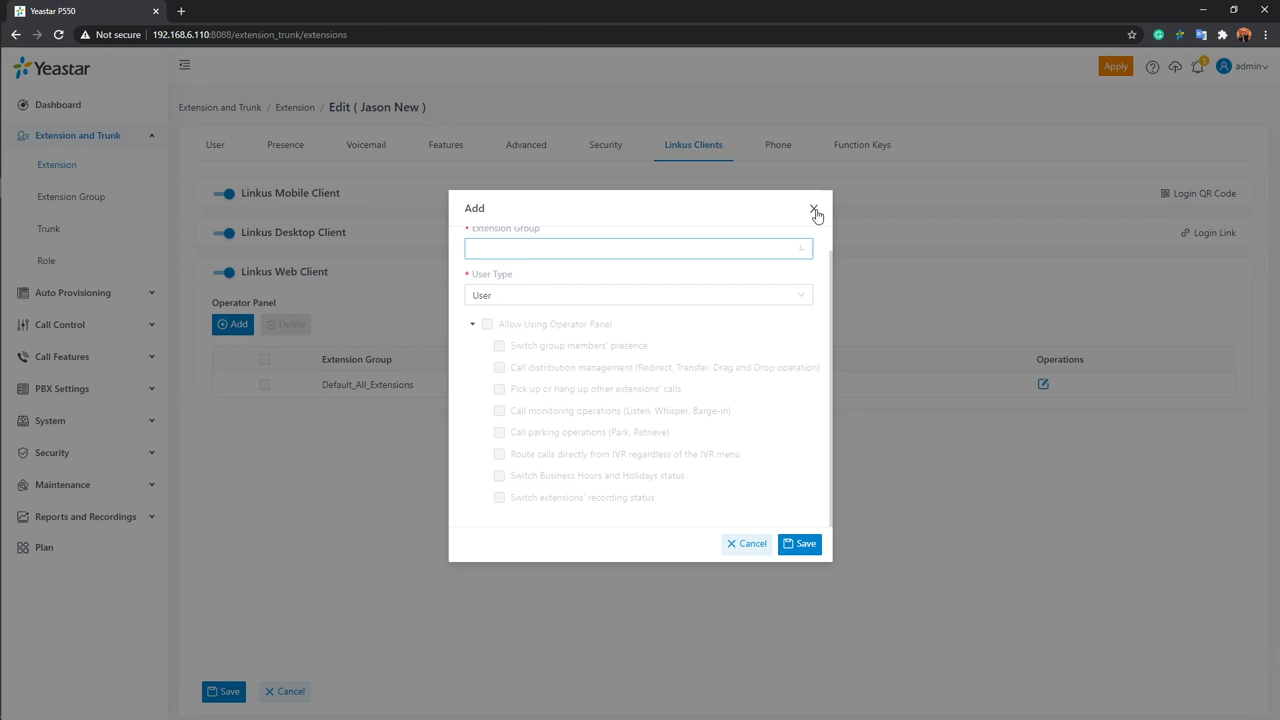 Yeastar P550
Not secure 192.168.6.110:8088/extension_trunk/extensions
Yeastar
Apply
1
admin
Dashboard
Extension and Trunk
Extension
Extension Group
Trunk
Role
Auto Provisioning
Call Control
Call Features
PBX Settings
System
Security
Maintenance
Reports and Recordings
Plan
Extension and Trunk / Extension / Edit ( Jason New )
User Presence Voicemail Features Advanced Security Linkus Clients Phone Function Keys
Linkus Mobile Client Login QR Code
Linkus Desktop Client Login Link
Linkus Web Client
Operator Panel
Add Delete
Extension Group Operations
Default_All_Extensions
Add
* Extension Group
* User Type
User
Allow Using Operator Panel
Switch group members' presence
Call distribution management (Redirect, Transfer, Drag and Drop operation)
Pick up or hang up other extensions' calls
Call monitoring operations (Listen, Whisper, Barge-in)
Call parking operations (Park, Retrieve)
Route calls directly from IVR regardless of the IVR menu
Switch Business Hours and Holidays status
Switch extensions' recording status
Cancel Save
Save Cancel